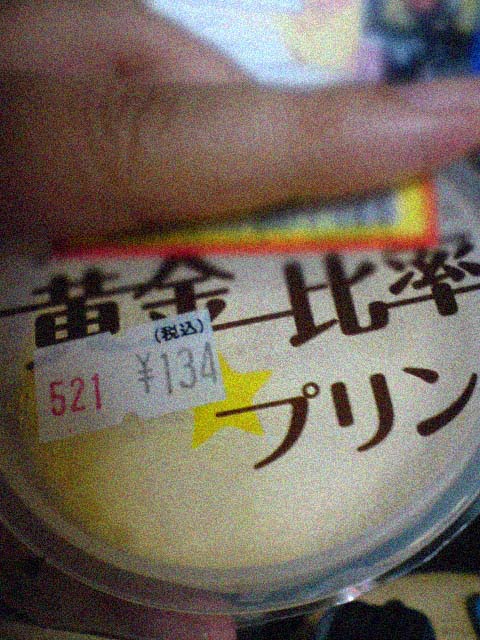 黄金比率
(税込)
521 ¥134
プリン